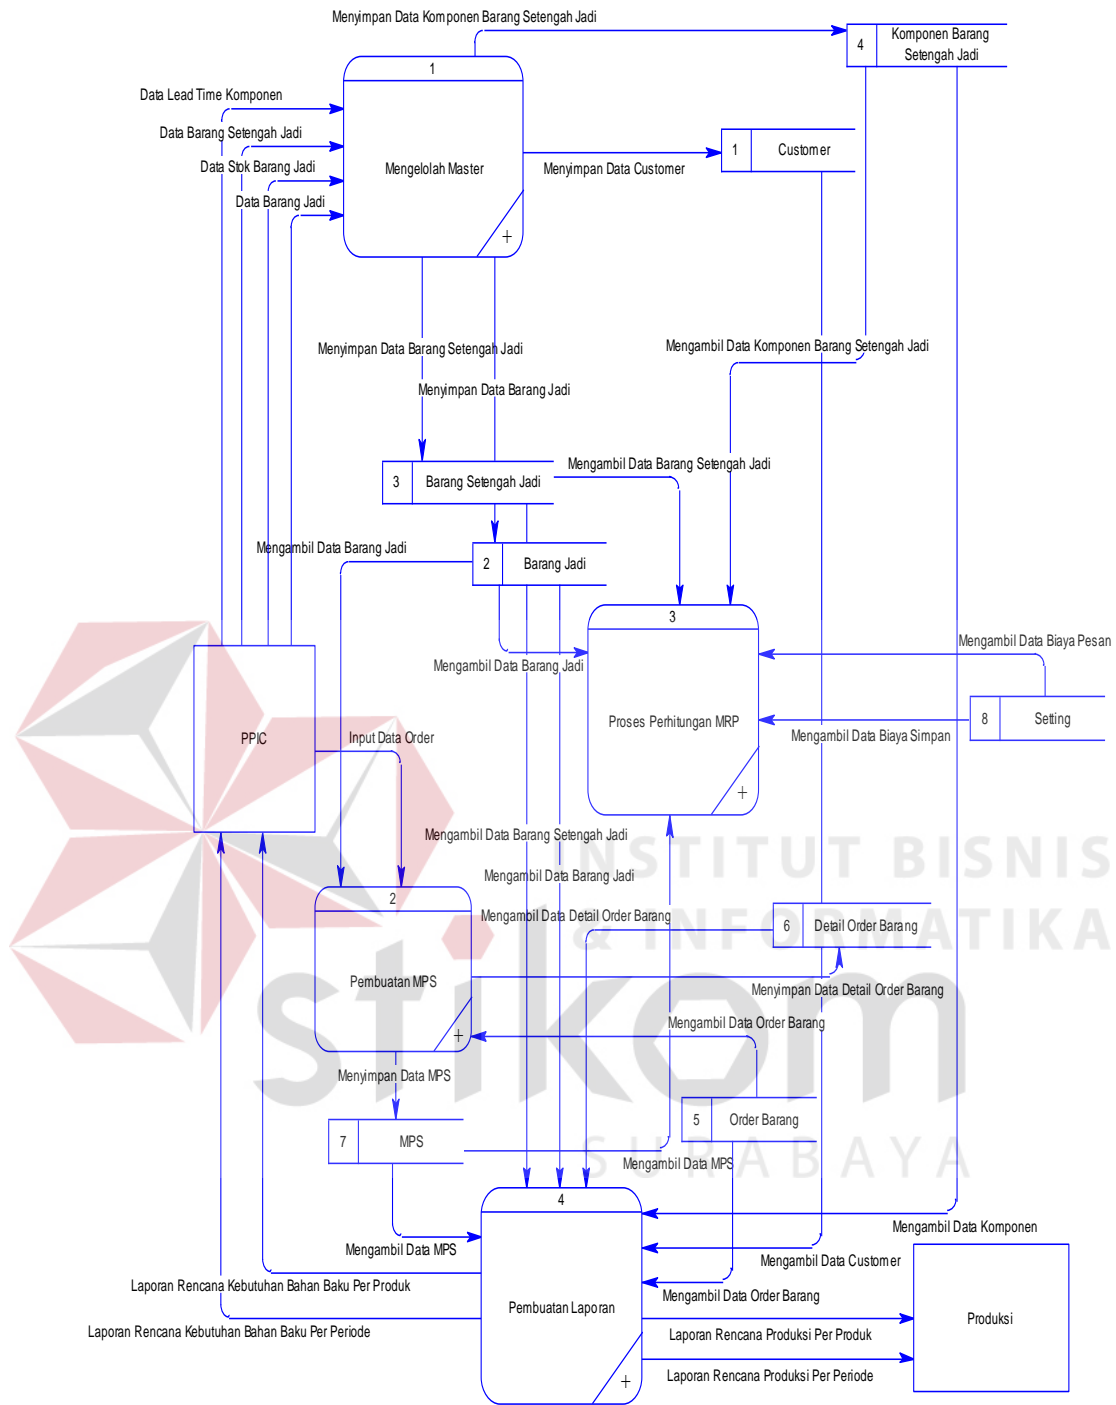 Menyimpan Data Komponen Barang Setengah Jadi
4
Komponen Barang
Setengah Jadi
1
Data Lead Time Komponen
Data Barang Setengah Jadi
Data Stok Barang Jadi
Data Barang Jadi
Mengelolah Master
+
Menyimpan Data Customer
1
Customer
Menyimpan Data Barang Setengah Jadi
Mengambil Data Komponen Barang Setengah Jadi
Menyimpan Data Barang Jadi
3
Barang Setengah Jadi
Mengambil Data Barang Setengah Jadi
Mengambil Data Barang Jadi
2
Barang Jadi
3
Mengambil Data Barang Jadi
Mengambil Data Biaya Pesan
Proses Perhitungan MRP
+
8
Setting
Mengambil Data Biaya Simpan
PPIC
Input Data Order
Mengambil Data Barang Setengah Jadi
Mengambil Data Barang Jadi
INSTITUT BISNIS
& INFORMATIKA
stikom
SURABAYA
2
Mengambil Data Detail Order Barang
6
Detail Order Barang
Pembuatan MPS
+
Menyimpan Data Detail Order Barang
Mengambil Data Order Barang
Menyimpan Data MPS
5
Order Barang
7
MPS
Mengambil Data MPS
4
Mengambil Data MPS
Mengambil Data Komponen
Mengambil Data Customer
Laporan Rencana Kebutuhan Bahan Baku Per Produk
Mengambil Data Order Barang
Pembuatan Laporan
+
Produksi
Laporan Rencana Kebutuhan Bahan Baku Per Periode
Laporan Rencana Produksi Per Produk
Laporan Rencana Produksi Per Periode